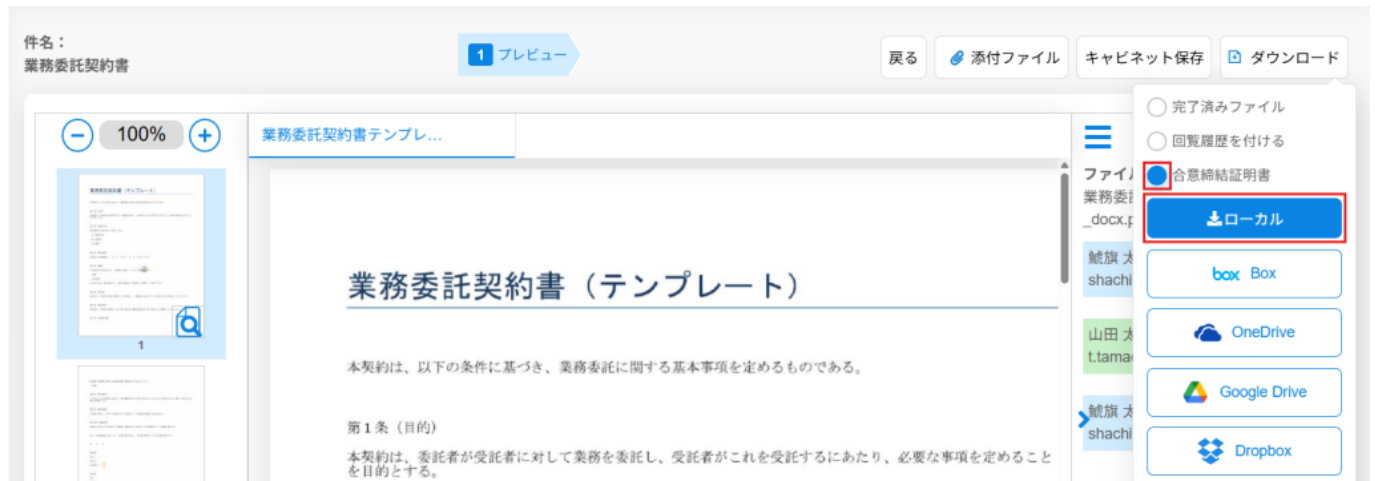 件名：
業務委託契約書
1 プレビュー
戻る
添付ファイル
キャビネット保存
ダウンロード
完了済みファイル
回覧履歴を付ける
合意締結証明書
ローカル
box Box
OneDrive
Google Drive
Dropbox
100%
1
業務委託契約書テンプレ...
業務委託契約書（テンプレート）
本契約は、以下の条件に基づき、業務委託に関する基本事項を定めるものである。
第1条（目的）
本契約は、委託者が受託者に対して業務を委託し、受託者がこれを受託するにあたり、必要な事項を定めること
を目的とする。
ファイル
業務委
_docx.p
鯱旗 太
shachi
山田 太
t.tama
鯱旗 太
shachi